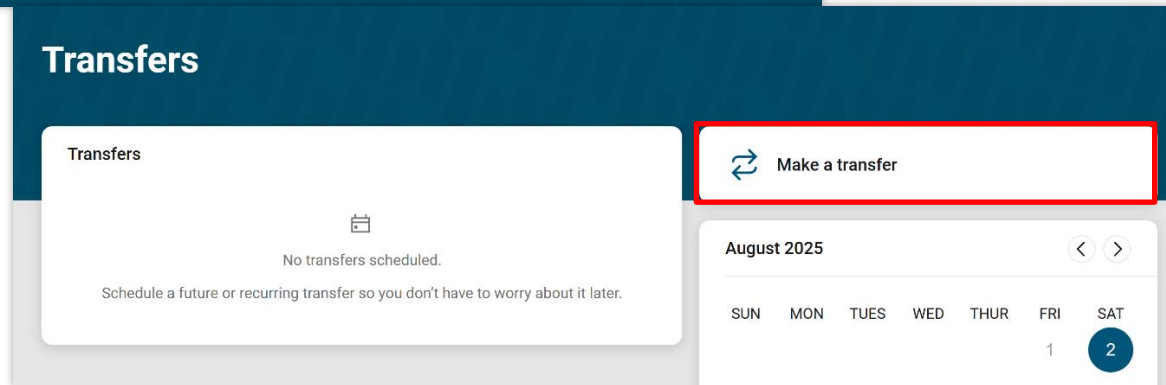 Transfers
Transfers
No transfers scheduled.
Schedule a future or recurring transfer so you don't have to worry about it later.
Make a transfer
August 2025
SUN MON TUES WED THUR FRI SAT
1 2